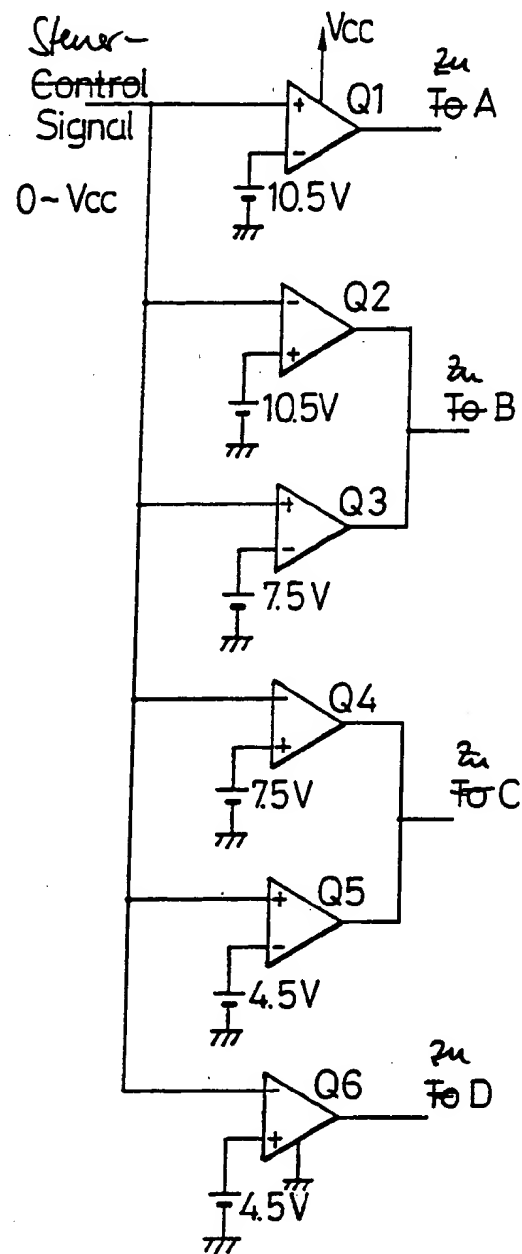 Steuer-
Control
Signal
0~Vcc
Vcc
Q1
+
-
10.5V
Zu
To A
Q2
-
+
10.5V
Zu
To B
Q3
+
-
7.5V
Q4
-
+
7.5V
Zu
To C
Q5
+
-
4.5V
Q6
-
+
4.5V
Zu
To D